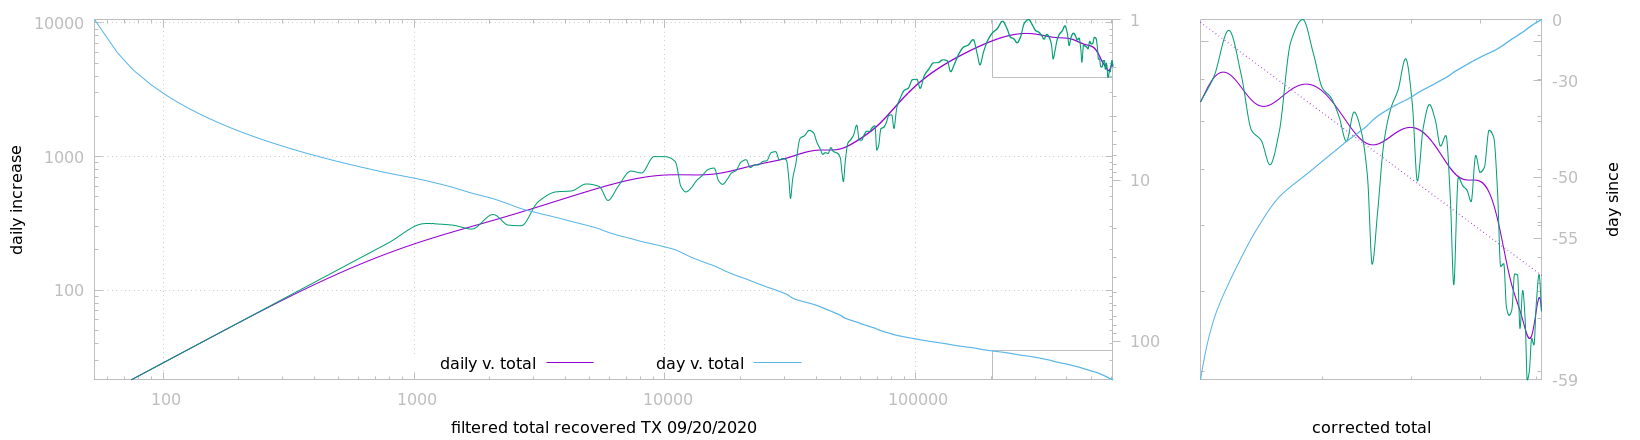 10000
1000
100
daily increase
100
1000
10000
100000
filtered total recovered TX 09/20/2020
daily v. total
day v. total
1
10
100
0
-30
-50
-55
-59
day since
corrected total